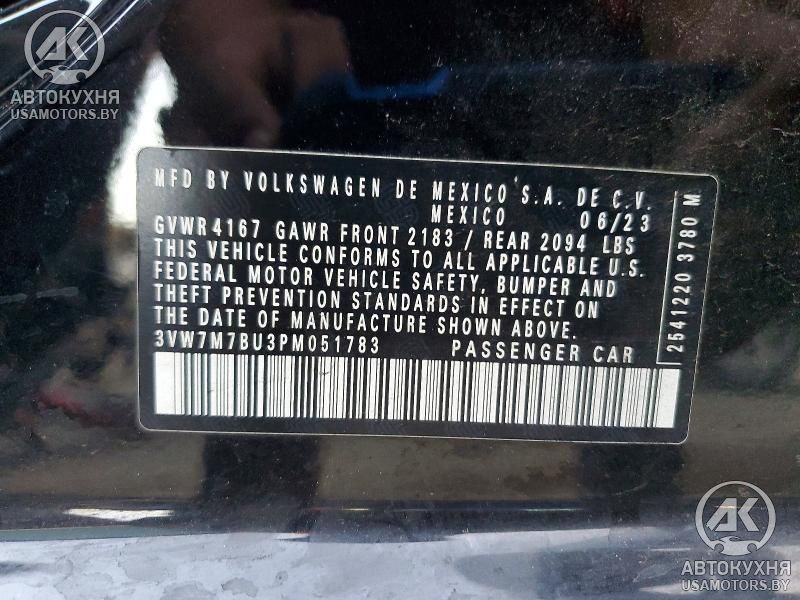 АК
АВТОКУХНЯ
USAMOTORS.BY
MFD BY VOLKSWAGEN DE MEXICO S.A. DE C.V.
MEXICO 06/23
GVWR 4167 GAWR FRONT 2183 / REAR 2094 LBS
THIS VEHICLE CONFORMS TO ALL APPLICABLE U.S.
FEDERAL MOTOR VEHICLE SAFETY, BUMPER AND
THEFT PREVENTION STANDARDS IN EFFECT ON
THE DATE OF MANUFACTURE SHOWN ABOVE.
3VW7M7BU3PM051783 PASSENGER CAR
2541220 3780 M
АК
АВТОКУХНЯ
USAMOTORS.BY